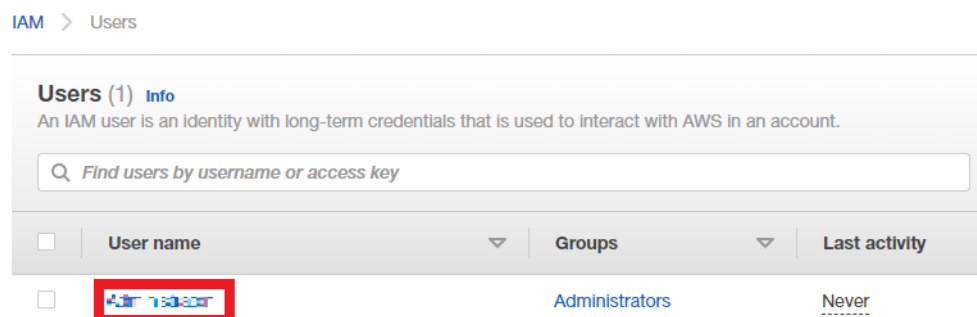 IAM > Users
Users (1) Info
An IAM user is an identity with long-term credentials that is used to interact with AWS in an account.
Find users by username or access key
User name Groups Last activity
Administrators Never